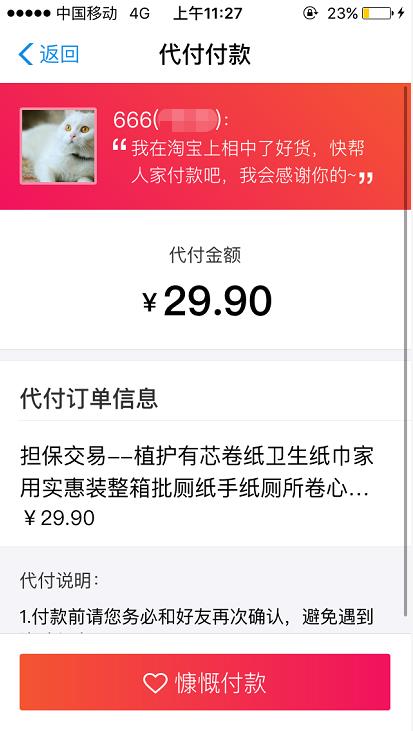 中国移动 4G 上午11:27 23%
返回 代付付款
666( ):
“我在淘宝上相中了好货，快帮
人家付款吧，我会感谢你的~”
代付金额
¥29.90
代付订单信息
担保交易--植护有芯卷纸卫生纸巾家
用实惠装整箱批厕纸手纸厕所卷心...
¥29.90
代付说明：
1.付款前请您务必和好友再次确认，避免遇到
慷慨付款